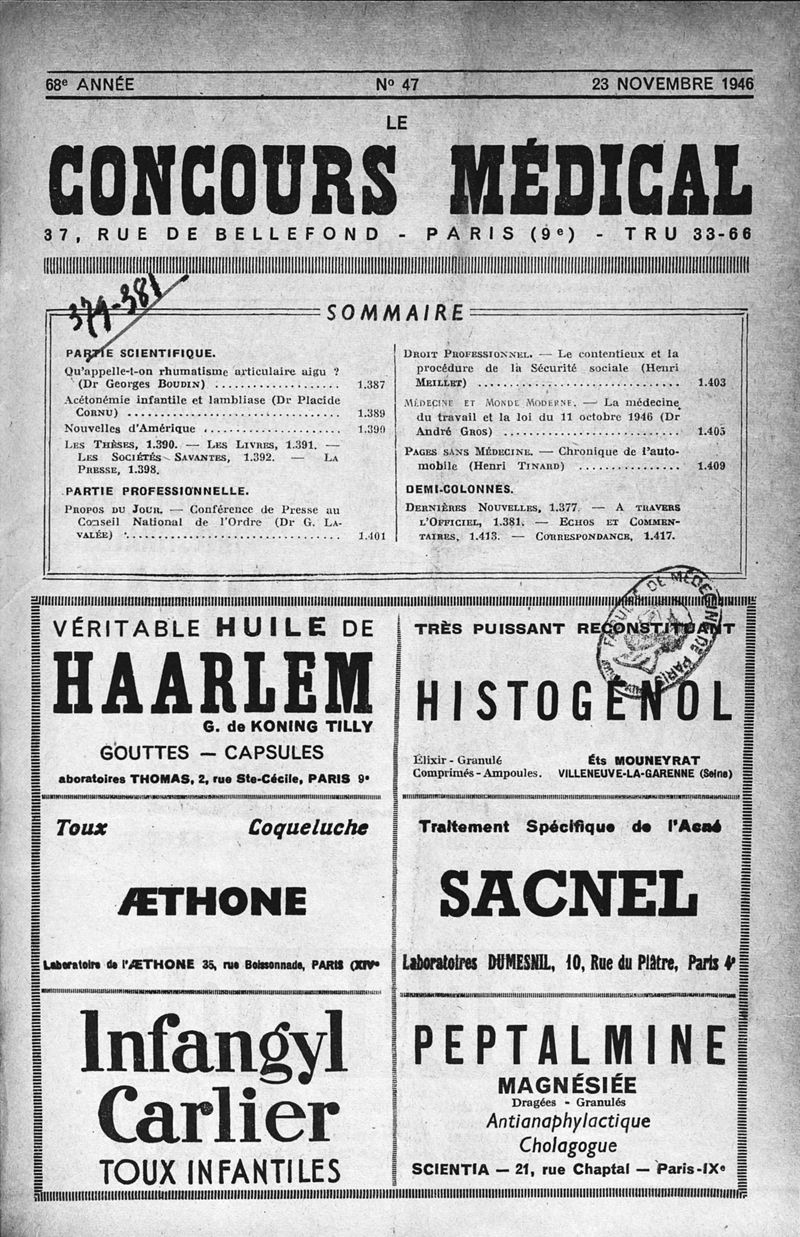 68e ANNÉE
No 47
23 NOVEMBRE 1946
LE
CONCOURS MÉDICAL
37, RUE DE BELLEFOND - PARIS (9e) - TRU 33-66
379-381
SOMMAIRE
PARTIE SCIENTIFIQUE.
Qu'appelle-t-on rhumatisme articulaire aigu ?
(Dr Georges BOUDIN) .................. 1.387
Acétonémie infantile et lambliase (Dr Placide
CORNU) .............................. 1.389
Nouvelles d'Amérique .................... 1.390
LES THÈSES, 1.390. — LES LIVRES, 1.391. —
LES SOCIÉTÉS SAVANTES, 1.392. — LA
PRESSE, 1.398.
PARTIE PROFESSIONNELLE.
PROPOS DU JOUR. — Conférence de Presse au
Conseil National de l'Ordre (Dr G. LA-
VALÉE) .............................. 1.401
DROIT PROFESSIONNEL. — Le contentieux et la
procédure de la Sécurité sociale (Henri
MEILLET) ............................ 1.403
MÉDECINE ET MONDE MODERNE. — La médecine
du travail et la loi du 11 octobre 1946 (Dr
André GROS) ......................... 1.405
PAGES SANS MÉDECINE. — Chronique de l'auto-
mobile (Henri TINARD) ............... 1.409
DEMI-COLONNES.
DERNIÈRES NOUVELLES, 1.377. — A TRAVERS
L'OFFICIEL, 1.381. — ECHOS ET COMMEN-
TAIRES, 1.413. — CORRESPONDANCE, 1.417.
FACULTÉ DE MÉDECINE DE PARIS
VÉRITABLE HUILE DE
HAARLEM
G. de KONING TILLY
GOUTTES — CAPSULES
aboratoires THOMAS, 2, rue Ste-Cécile, PARIS 9e
TRÈS PUISSANT RECONSTITUANT
HISTOGENOL
Élixir - Granulé
Comprimés - Ampoules.
Éts MOUNEYRAT
VILLENEUVE-LA-GARENNE (Seine)
Toux Coqueluche
ÆTHONE
Laboratoire de l'ÆTHONE 35, rue Boissonnade, PARIS (XIVe
Traitement Spécifique de l'Acné
SACNEL
Laboratoires DUMESNIL, 10, Rue du Plâtre, Paris 4e
Infangyl
Carlier
TOUX INFANTILES
PEPTALMINE
MAGNÉSIÉE
Dragées - Granulés
Antianaphylactique
Cholagogue
SCIENTIA — 21, rue Chaptal — Paris-IXe